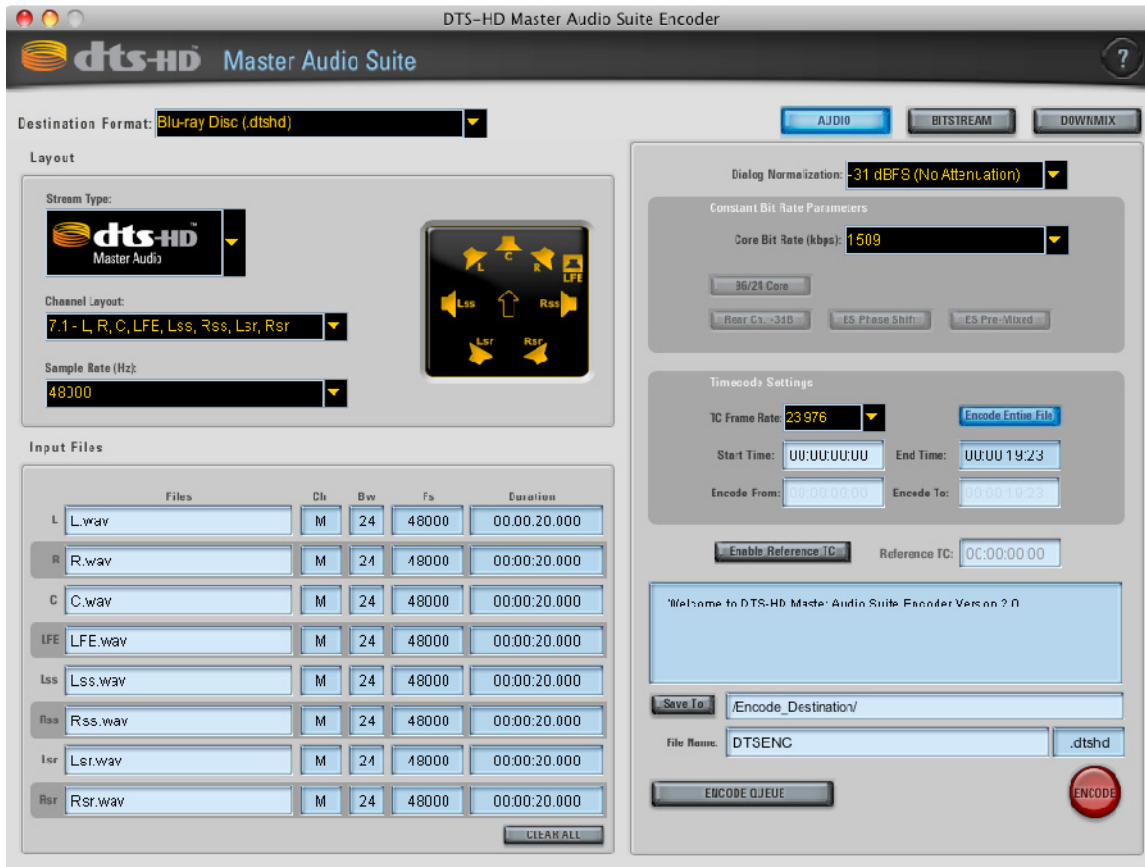 DTS-HD Master Audio Suite Encoder
dts-HD Master Audio Suite
?
Destination Format: Blu-ray Disc (.dtshd)
AUDIO BITSTREAM DOWNMIX
Layout
Stream Type:
dts-HD
Master Audio
Channel Layout:
7.1 - L, R, C, LFE, Lss, Rss, Lsr, Rsr
Sample Rate (Hz):
48000
L C R LFE
Lss Rss
Lsr Rsr
Input Files
Files Ch Bw Fs Duration
L L.wav M 24 48000 00:00:20.000
R R.wav M 24 48000 00:00:20.000
C C.wav M 24 48000 00:00:20.000
LFE LFE.wav M 24 48000 00:00:20.000
Lss Lss.wav M 24 48000 00:00:20.000
Rss Rss.wav M 24 48000 00:00:20.000
Lsr Lsr.wav M 24 48000 00:00:20.000
Rsr Rsr.wav M 24 48000 00:00:20.000
CLEAR ALL
Dialog Normalization: -31 dBFS (No Attenuation)
Constant Bit Rate Parameters
Core Bit Rate (kbps): 1509
96/24 Core
Rear Ch. -3dB ES Phase Shift ES Pre-Mixed
Timecode Settings
TC Frame Rate: 23.976 Encode Entire File
Start Time: 00:00:00:00 End Time: 00:00:19:23
Encode From: 00:00:00:00 Encode To: 00:00:19:23
Enable Reference TC Reference TC: 00:00:00:00
Welcome to DTS-HD Master Audio Suite Encoder Version 2.0
Save To /Encode_Destination/
File Name: DTSENC .dtshd
ENCODE QUEUE
ENCODE